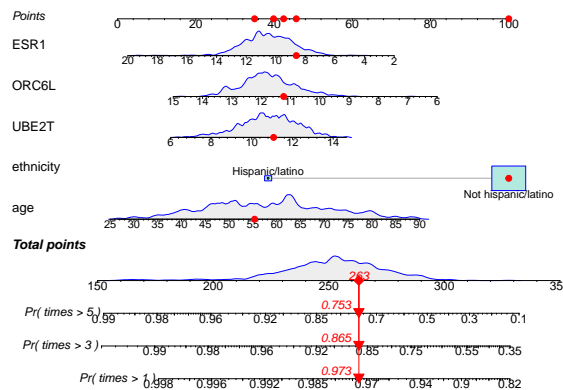 Points
0 20 40 60 80 100
ESR1
20 18 16 14 12 10 8 6 4 2
ORC6L
15 14 13 12 11 10 9 8 7 6
UBE2T
6 8 10 12 14
ethnicity
Hispanic/latino
Not hispanic/latino
age
25 30 35 40 45 50 55 60 65 70 75 80 85 90
Total points
263
150 200 250 300 35
0.753
Pr( times > 5 )
0.99 0.98 0.96 0.92 0.85 0.7 0.5 0.3 0.1
0.865
Pr( times > 3 )
0.99 0.98 0.96 0.92 0.85 0.75 0.55 0.35
0.973
Pr( times > 1 )
0.998 0.996 0.992 0.985 0.97 0.94 0.9 0.82